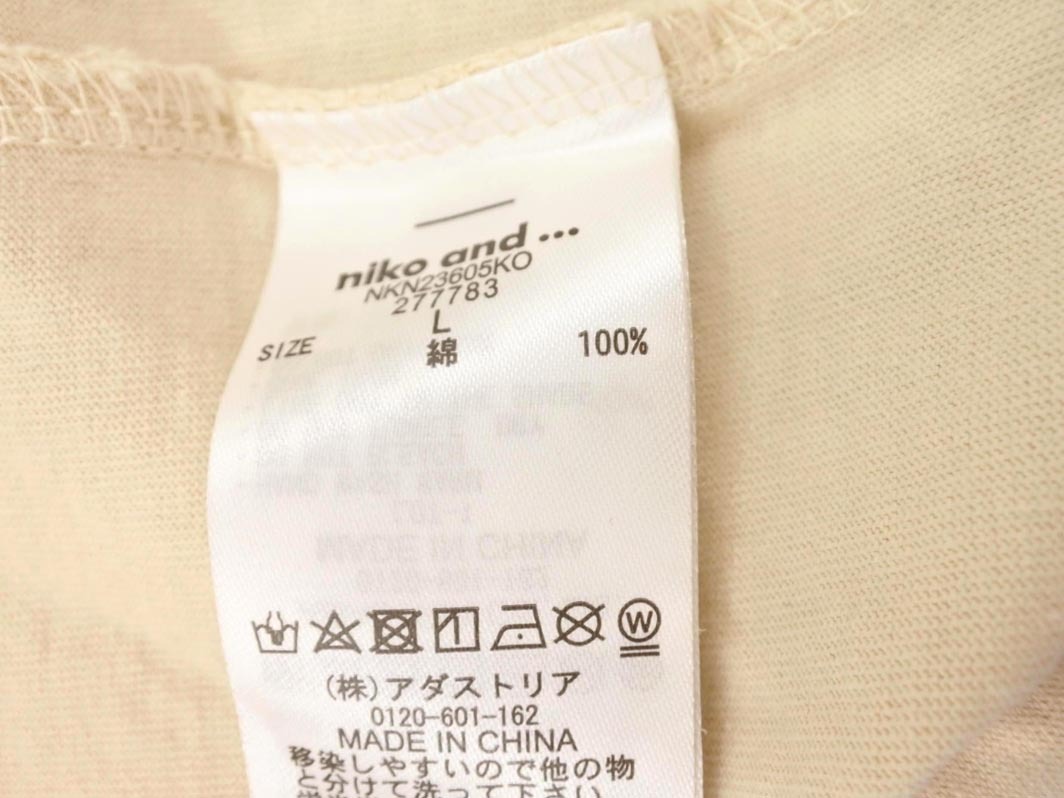 niko and ...
NKN23605KO
277783
SIZE L
綿 100%
W
(株)アダストリア
0120-601-162
MADE IN CHINA
移染しやすいので他の物
と分けて洗って下さい